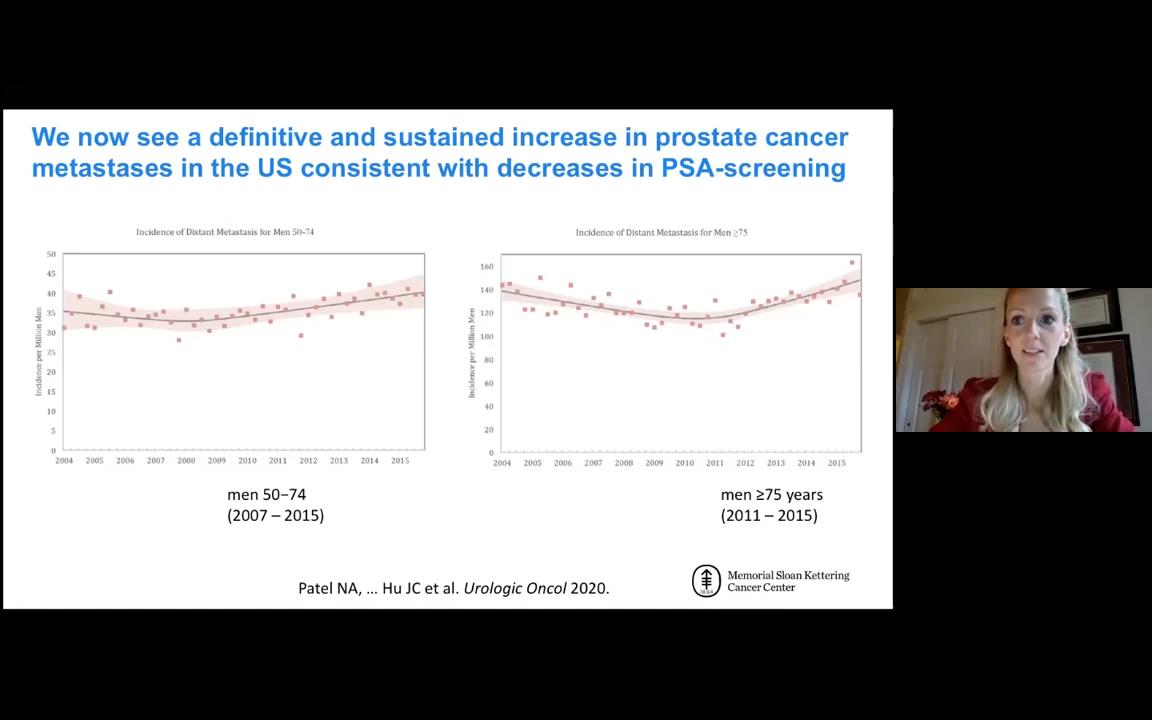 We now see a definitive and sustained increase in prostate cancer
metastases in the US consistent with decreases in PSA-screening
Incidence of Distant Metastasis for Men 50-74
Incidence per Million Men
50
45
40
35
30
25
20
15
10
5
0
2004 2005 2006 2007 2008 2009 2010 2011 2012 2013 2014 2015
men 50–74
(2007 – 2015)
Incidence of Distant Metastasis for Men ≥75
Incidence per Million Men
160
140
120
100
80
60
40
20
0
2004 2005 2006 2007 2008 2009 2010 2011 2012 2013 2014 2015
men ≥75 years
(2011 – 2015)
Patel NA, ... Hu JC et al. Urologic Oncol 2020.
Memorial Sloan Kettering
Cancer Center